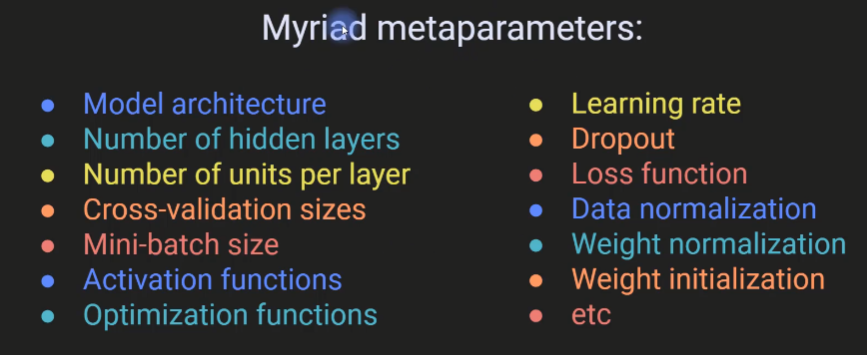 Myriad metaparameters:
Model architecture
Number of hidden layers
Number of units per layer
Cross-validation sizes
Mini-batch size
Activation functions
Optimization functions
Learning rate
Dropout
Loss function
Data normalization
Weight normalization
Weight initialization
etc